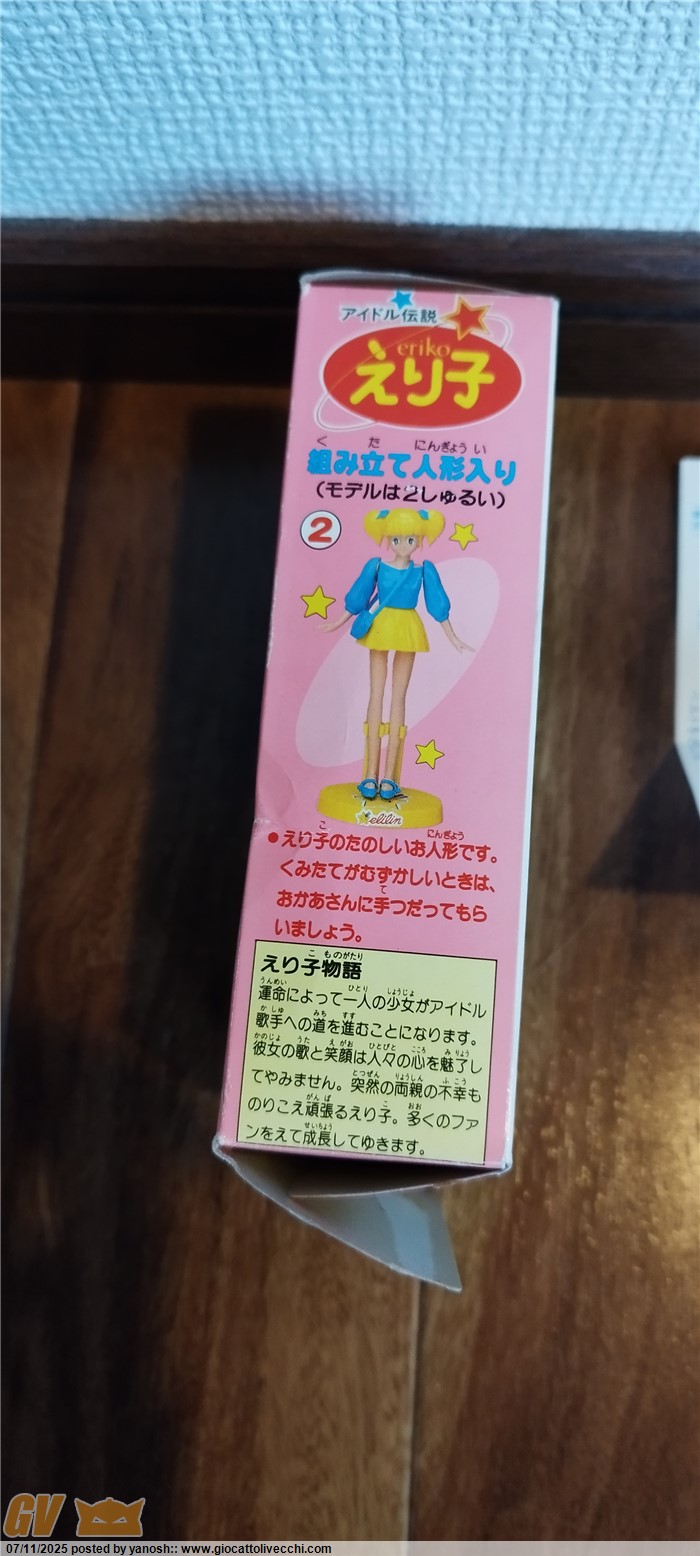 アイドル伝説
eriko
えり子
組み立て人形入り
(モデルは2しゅるい)
2
elilin
●えり子のたのしいお人形です。
くみたてがむずかしいときは、
おかあさんに手つだってもら
いましょう。
えり子物語
運命によって一人の少女がアイドル
歌手への道を進むことになります。
彼女の歌と笑顔は人々の心を魅了し
てやみません。突然の両親の不幸も
のりこえ頑張るえり子。多くのファ
ンをえて成長してゆきます。
GV
07/11/2025 posted by yanosh:: www.giocattolivecchi.com